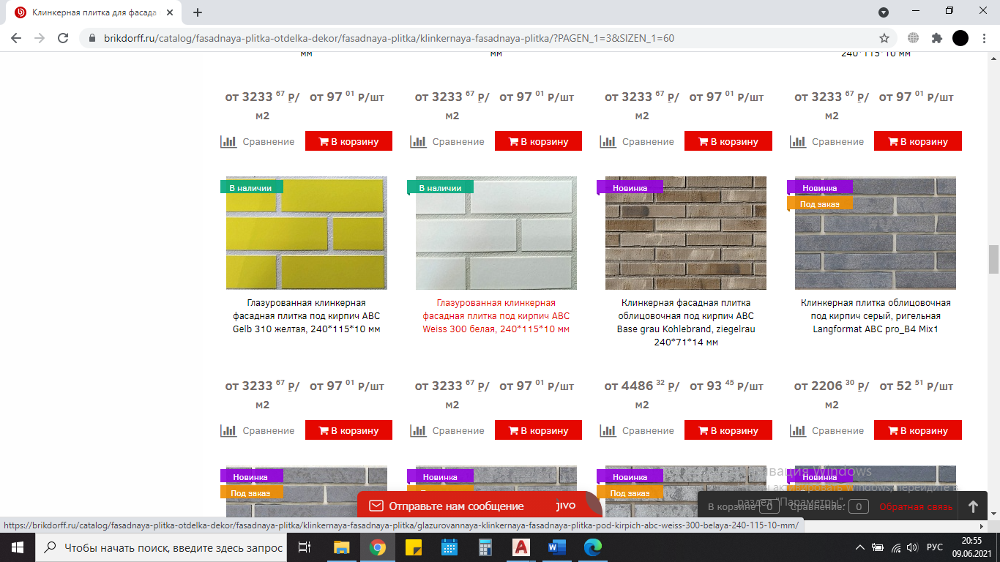 Клинкерная плитка для фасада
brikdorff.ru/catalog/fasadnaya-plitka-otdelka-dekor/fasadnaya-plitka/klinkernaya-fasadnaya-plitka/?PAGEN_1=3&SIZEN_1=60
мм
мм
240*115*10 мм
от 3233 67 Р/м2 от 97 01 Р/шт
от 3233 67 Р/м2 от 97 01 Р/шт
от 3233 67 Р/м2 от 97 01 Р/шт
от 3233 67 Р/м2 от 97 01 Р/шт
Сравнение В корзину
Сравнение В корзину
Сравнение В корзину
Сравнение В корзину
В наличии
В наличии
Новинка
Новинка
Под заказ
Глазурованная клинкерная
фасадная плитка под кирпич ABC
Gelb 310 желтая, 240*115*10 мм
Глазурованная клинкерная
фасадная плитка под кирпич ABC
Weiss 300 белая, 240*115*10 мм
Клинкерная фасадная плитка
облицовочная под кирпич ABC
Base grau Kohlebrand, ziegelrau
240*71*14 мм
Клинкерная плитка облицовочная
под кирпич серый, ригельная
Langformat ABC pro_B4 Mix1
от 3233 67 Р/м2 от 97 01 Р/шт
от 3233 67 Р/м2 от 97 01 Р/шт
от 4486 32 Р/м2 от 93 45 Р/шт
от 2206 30 Р/м2 от 52 51 Р/шт
Сравнение В корзину
Сравнение В корзину
Сравнение В корзину
Сравнение В корзину
Новинка
Под заказ
Новинка
Под заказ
Новинка
Под заказ
Новинка
Отправьте нам сообщение jivo
Windows
активировать Windows, перейдите в
раздел "Параметры".
В корзине 0 Сравнение: 0 Обратная связь
https://brikdorff.ru/catalog/fasadnaya-plitka-otdelka-dekor/fasadnaya-plitka/klinkernaya-fasadnaya-plitka/glazurovannaya-klinkernaya-fasadnaya-plitka-pod-kirpich-abc-weiss-300-belaya-240-115-10-mm/
Чтобы начать поиск, введите здесь запрос
РУС
20:55
09.06.2021